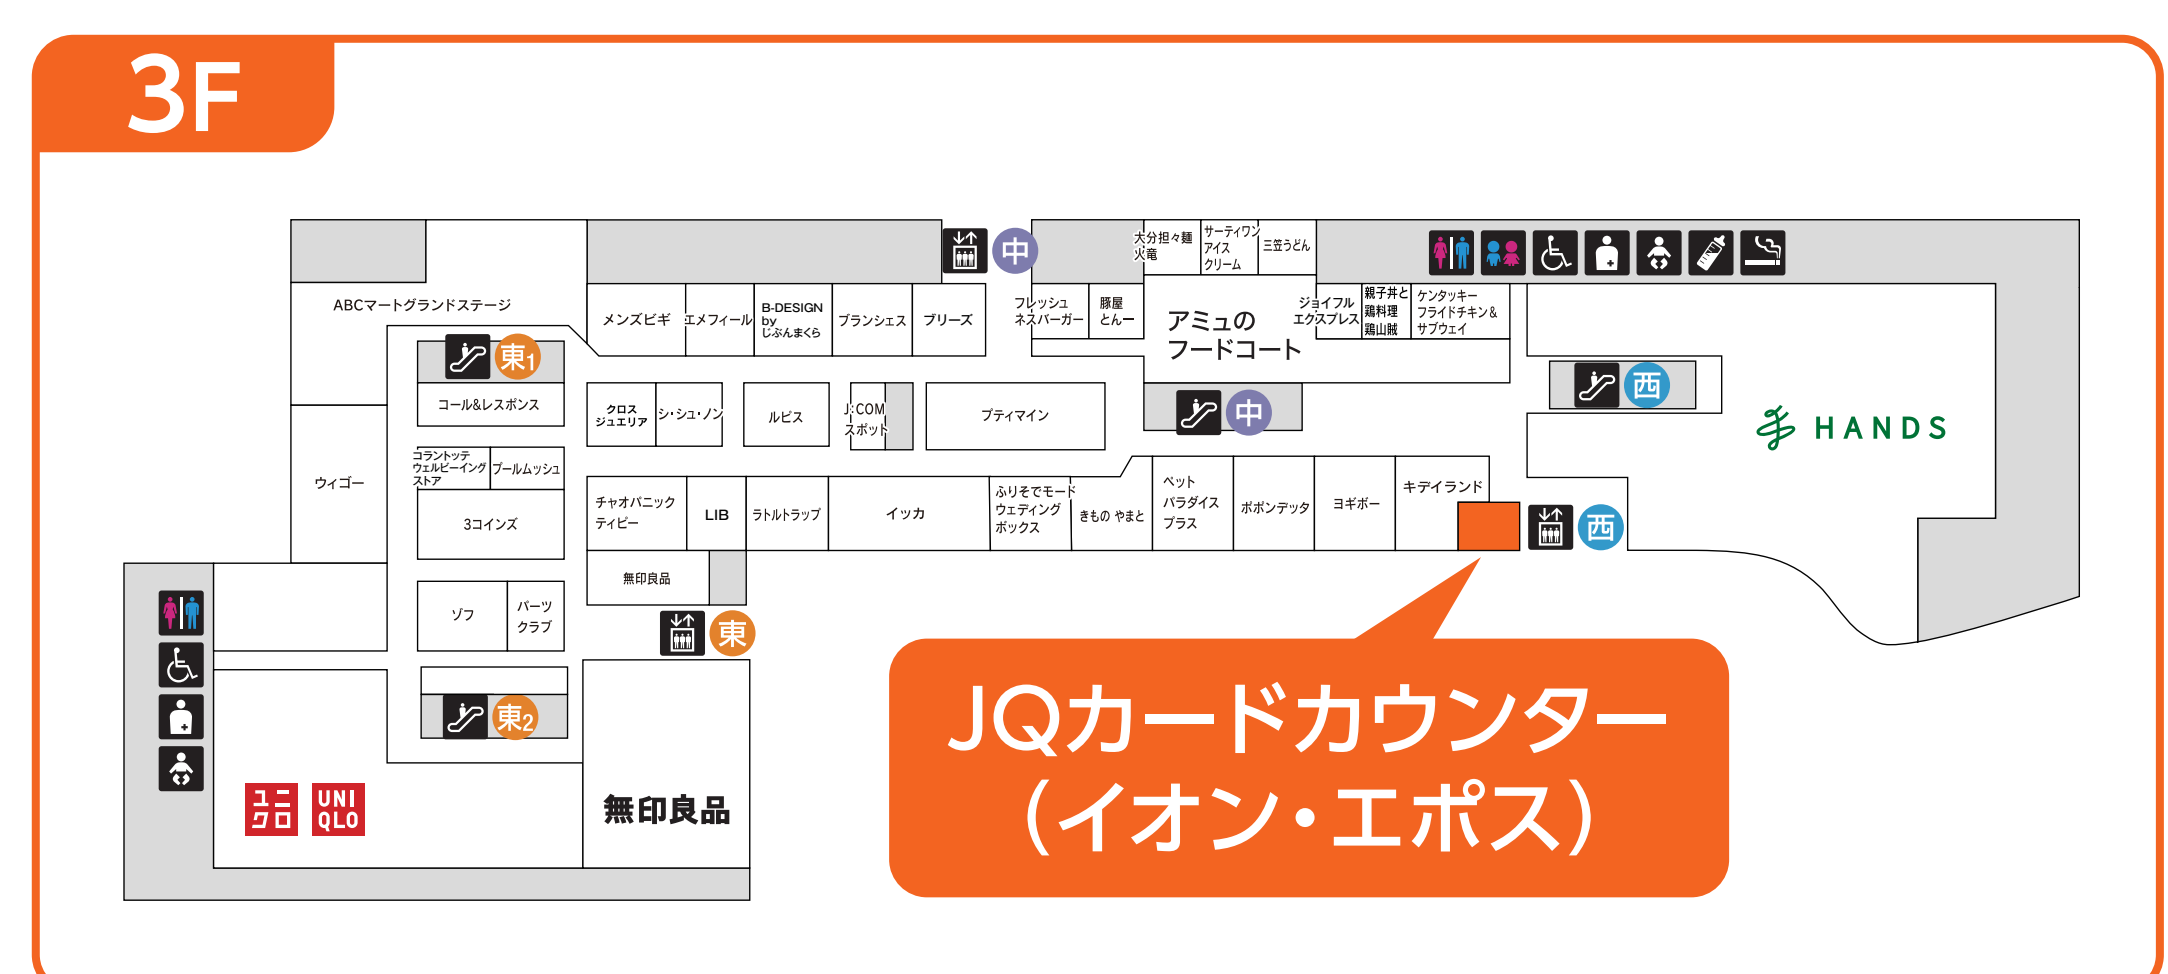 3F
中
大分担々麺
火竜
サーティワン
アイス
クリーム
三笠うどん
ABCマートグランドステージ
メンズビギ
エメフィール
B-DESIGN
by
じぶんまくら
ブランシェス
ブリーズ
フレッシュ
ネスバーガー
豚屋
とんー
アミュの
フードコート
ジョイフル
エクスプレス
親子丼と
鶏料理
鶏山賊
ケンタッキー
フライドチキン&
サブウェイ
東1
コール&レスポンス
クロス
ジュエリア
シ・シュ・ノン
ルピス
J:COM
スポット
プティマイン
中
西
HANDS
ウィゴー
コラントッテ
ウェルビーイング
ストア
ブールムッシュ
3コインズ
チャオパニック
ティピー
LIB
ラトルトラップ
イッカ
ふりそでモード
ウェディング
ボックス
きもの やまと
ペット
パラダイス
プラス
ポポンデッタ
ヨギボー
キデイランド
西
無印良品
ゾフ
パーツ
クラブ
東
東2
ユニ
クロ
UNI
QLO
無印良品
JQカードカウンター
(イオン・エポス)